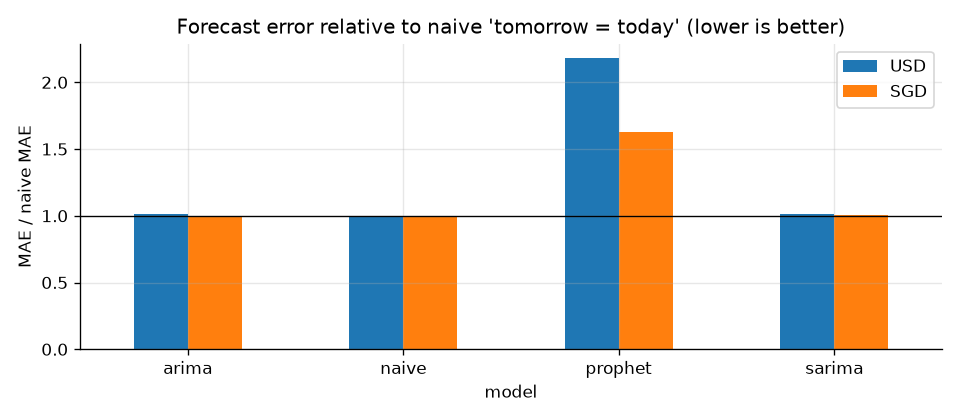 Forecast error relative to naive 'tomorrow = today' (lower is better)
USD
SGD
MAE / naive MAE
2.0
1.5
1.0
0.5
0.0
arima naive prophet sarima
model